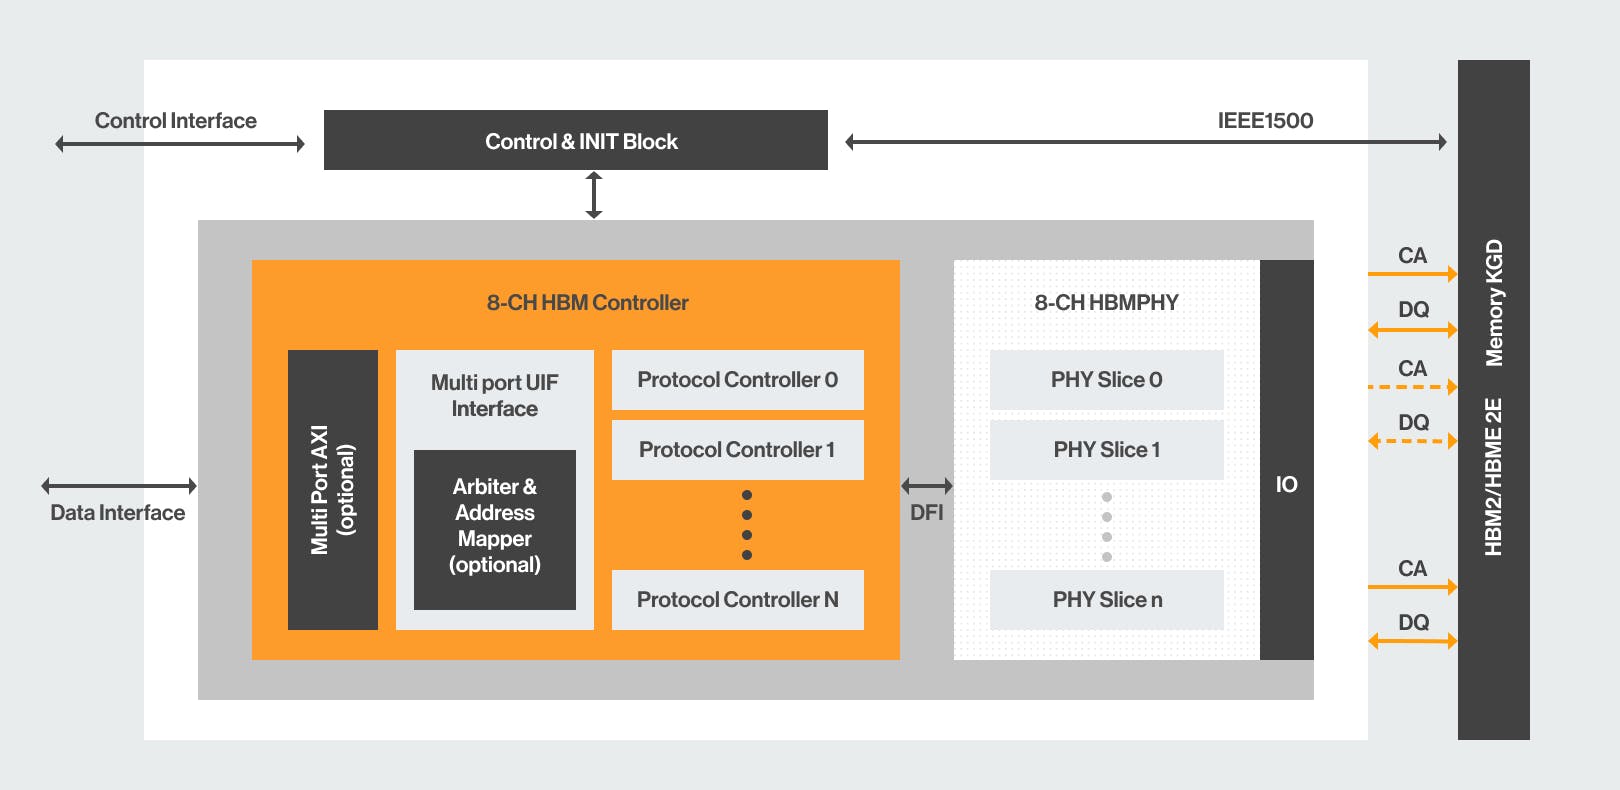 Control Interface
Control & INIT Block
IEEE1500
8-CH HBM Controller
Multi Port AXI
(optional)
Multi port UIF
Interface
Arbiter &
Address
Mapper
(optional)
Protocol Controller 0
Protocol Controller 1
Protocol Controller N
Data Interface
DFI
8-CH HBMPHY
PHY Slice 0
PHY Slice 1
PHY Slice n
IO
CA
DQ
CA
DQ
CA
DQ
HBM2/HBME 2E Memory KGD